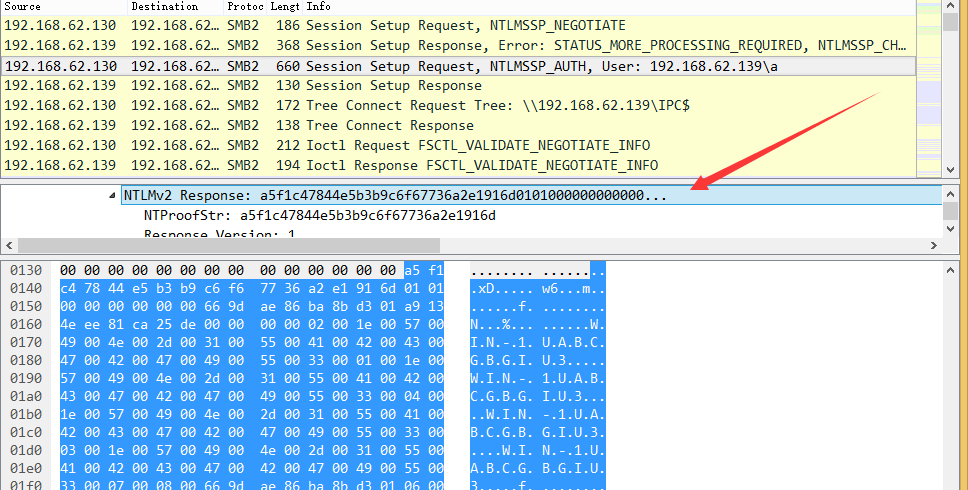 Source Destination Protoc Lengt Info
192.168.62.130 192.168.62... SMB2 186 Session Setup Request, NTLMSSP_NEGOTIATE
192.168.62.139 192.168.62... SMB2 368 Session Setup Response, Error: STATUS_MORE_PROCESSING_REQUIRED, NTLMSSP_CH...
192.168.62.130 192.168.62... SMB2 660 Session Setup Request, NTLMSSP_AUTH, User: 192.168.62.139\a
192.168.62.139 192.168.62... SMB2 130 Session Setup Response
192.168.62.130 192.168.62... SMB2 172 Tree Connect Request Tree: \\192.168.62.139\IPC$
192.168.62.139 192.168.62... SMB2 138 Tree Connect Response
192.168.62.130 192.168.62... SMB2 212 Ioctl Request FSCTL_VALIDATE_NEGOTIATE_INFO
192.168.62.139 192.168.62... SMB2 194 Ioctl Response FSCTL_VALIDATE_NEGOTIATE_INFO
NTLMv2 Response: a5f1c47844e5b3b9c6f67736a2e1916d0101000000000000...
NTProofStr: a5f1c47844e5b3b9c6f67736a2e1916d
Response Version: 1
0130 00 00 00 00 00 00 00 00 00 00 00 00 00 00 a5 f1 ........ ........
0140 c4 78 44 e5 b3 b9 c6 f6 77 36 a2 e1 91 6d 01 01 .xD..... w6...m..
0150 00 00 00 00 00 00 66 9d ae 86 ba 8b d3 01 a9 13 ......f. ........
0160 4e ee 81 ca 25 de 00 00 00 00 02 00 1e 00 57 00 N...%... ......W.
0170 49 00 4e 00 2d 00 31 00 55 00 41 00 42 00 43 00 I.N.-.1. U.A.B.C.
0180 47 00 42 00 47 00 49 00 55 00 33 00 01 00 1e 00 G.B.G.I. U.3.....
0190 57 00 49 00 4e 00 2d 00 31 00 55 00 41 00 42 00 W.I.N.-. 1.U.A.B.
01a0 43 00 47 00 42 00 47 00 49 00 55 00 33 00 04 00 C.G.B.G. I.U.3...
01b0 1e 00 57 00 49 00 4e 00 2d 00 31 00 55 00 41 00 ..W.I.N. -.1.U.A.
01c0 42 00 43 00 47 00 42 00 47 00 49 00 55 00 33 00 B.C.G.B. G.I.U.3.
01d0 03 00 1e 00 57 00 49 00 4e 00 2d 00 31 00 55 00 ....W.I. N.-.1.U.
01e0 41 00 42 00 43 00 47 00 42 00 47 00 49 00 55 00 A.B.C.G. B.G.I.U.
01f0 33 00 07 00 08 00 66 9d ae 86 ba 8b d3 01 06 00 3.....f. ........